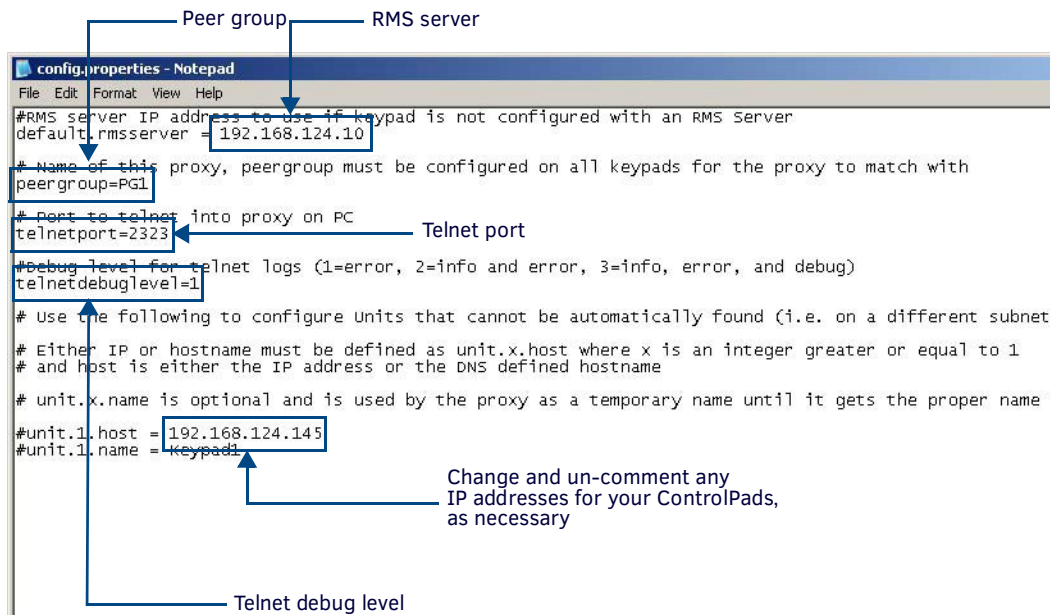 Peer group
RMS server
config.properties - Notepad
File Edit Format View Help
#RMS server IP address to use if keypad is not configured with an RMS Server
default.rmsserver = 192.168.124.10
# Name of this proxy, peergroup must be configured on all keypads for the proxy to match with
peergroup=PG1
# Port to telnet into proxy on PC
telnetport=2323
Telnet port
#Debug level for telnet logs (1=error, 2=info and error, 3=info, error, and debug)
telnetdebuglevel=1
# Use the following to configure Units that cannot be automatically found (i.e. on a different subnet
# Either IP or hostname must be defined as unit.x.host where x is an integer greater or equal to 1
# and host is either the IP address or the DNS defined hostname
# unit.x.name is optional and is used by the proxy as a temporary name until it gets the proper name
#unit.1.host = 192.168.124.145
#unit.1.name = Keypad1
Change and un-comment any
IP addresses for your ControlPads,
as necessary
Telnet debug level